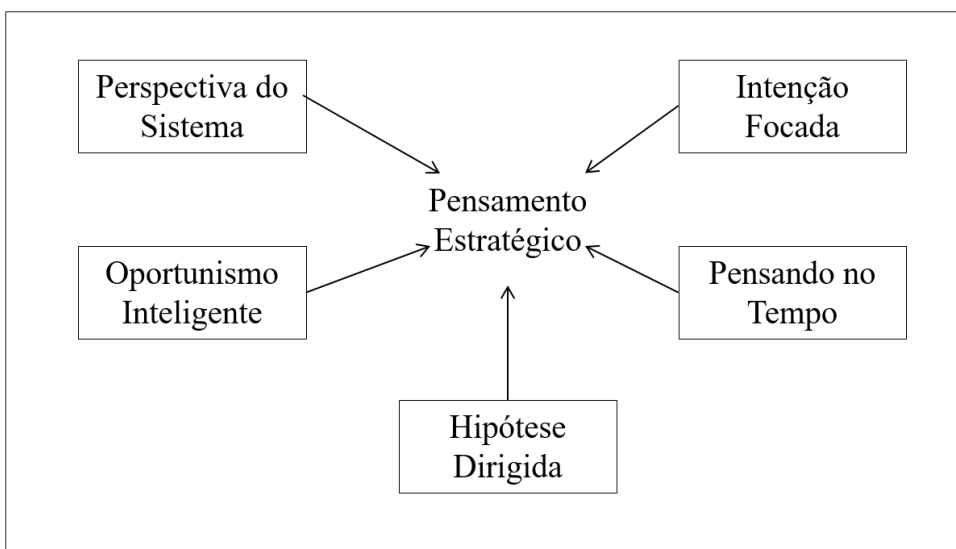 Perspectiva do
Sistema
Intenção
Focada
Pensamento
Estratégico
Oportunismo
Inteligente
Pensando no
Tempo
Hipótese
Dirigida